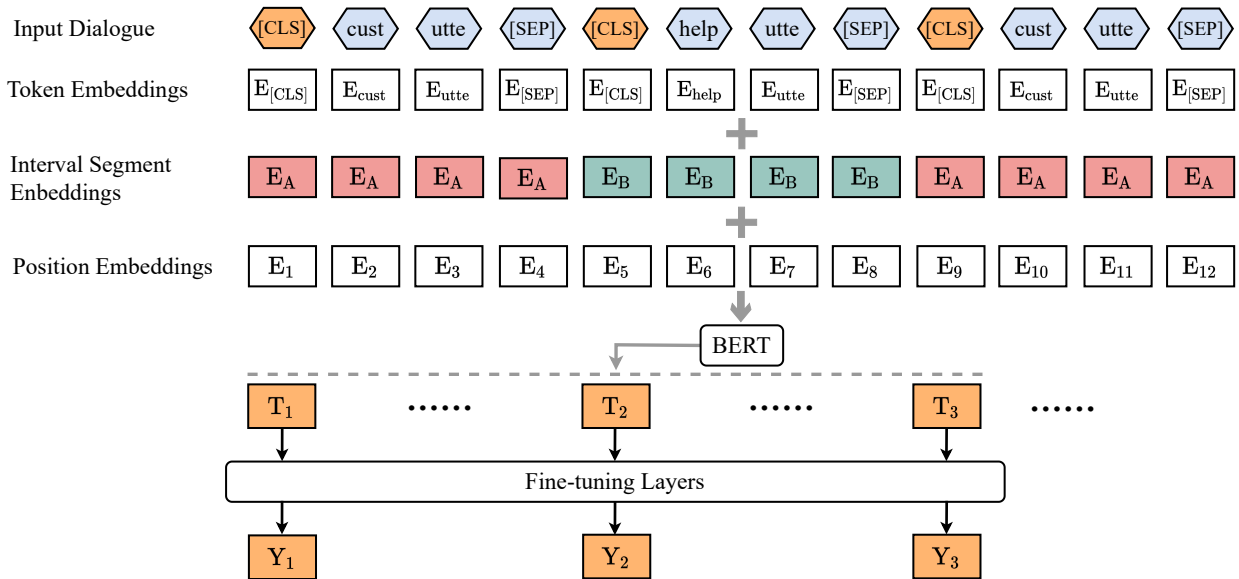 Input Dialogue [CLS] cust utte [SEP] [CLS] help utte [SEP] [CLS] cust utte [SEP]
Token Embeddings E[CLS] Ecust Eutte E[SEP] E[CLS] Ehelp Eutte E[SEP] E[CLS] Ecust Eutte E[SEP]
+
Interval Segment
Enbeddings
EA EA EA EA EB EB EB EB EA EA EA EA
+
Position Embeddings E1 E2 E3 E4 E5 E6 E7 E8 E9 E10 E11 E12
BERT
T1 ...... T2 ...... T3 ......
Fine-tuning Layers
Y1 Y2 Y3